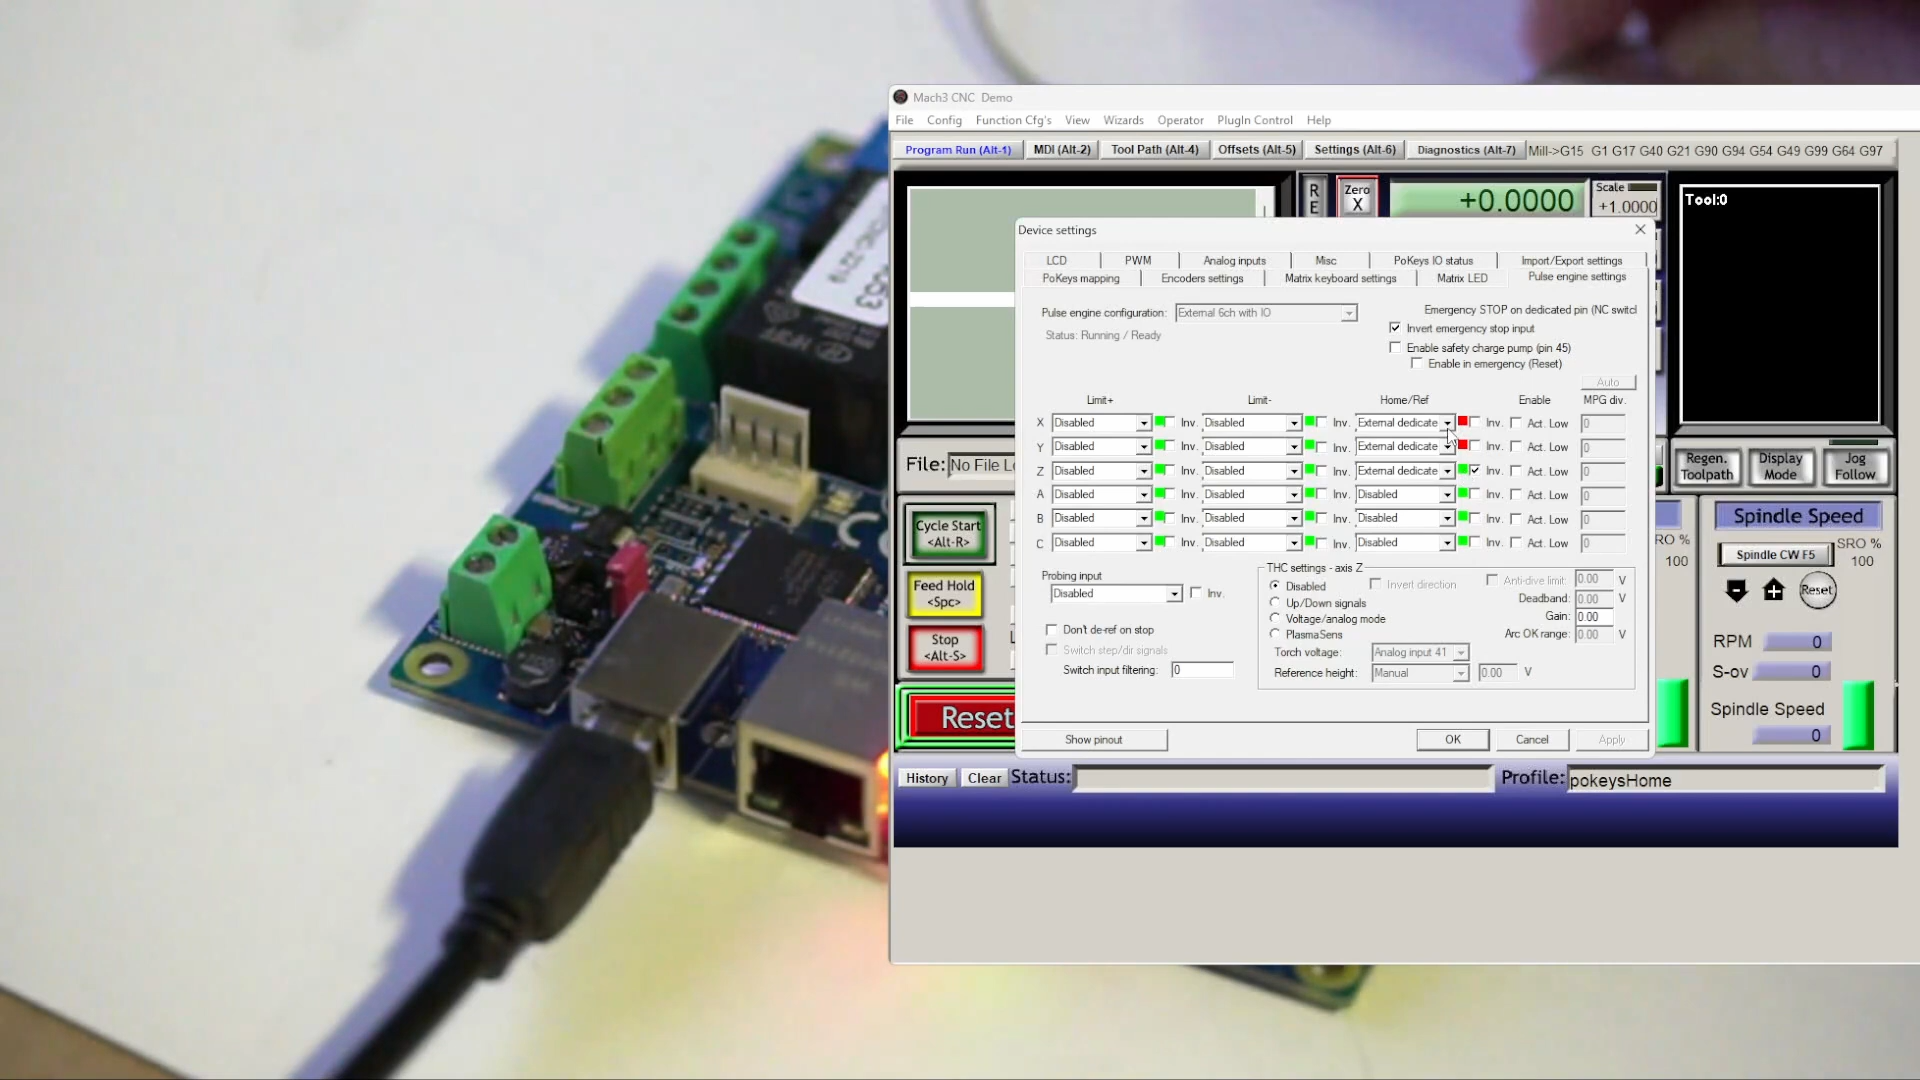 Mach3 CNC Demo
File Config Function Cfg's View Wizards Operator PlugIn Control Help
Program Run (Alt-1) MDI (Alt-2) Tool Path (Alt-4) Offsets (Alt-5) Settings (Alt-6) Diagnostics (Alt-7) Mill->G15 G1 G17 G40 G21 G90 G94 G54 G49 G99 G64 G97
R E
Zero X
+0.0000
Scale
+1.0000
Tool:0
Device settings
LCD PWM Analog inputs Misc PoKeys IO status Import/Export settings
PoKeys mapping Encoders settings Matrix keyboard settings Matrix LED Pulse engine settings
Pulse engine configuration: External 6ch with IO
Status: Running / Ready
Emergency STOP on dedicated pin (NC switcl
Invert emergency stop input
Enable safety charge pump (pin 45)
Enable in emergency (Reset)
Auto
Limit+ Limit- Home/Ref Enable MPG div.
X Disabled Inv. Disabled Inv. External dedicate Inv. Act. Low 0
Y Disabled Inv. Disabled Inv. External dedicate Inv. Act. Low 0
Z Disabled Inv. Disabled Inv. External dedicate Inv. Act. Low 0
A Disabled Inv. Disabled Inv. Disabled Inv. Act. Low 0
B Disabled Inv. Disabled Inv. Disabled Inv. Act. Low 0
C Disabled Inv. Disabled Inv. Disabled Inv. Act. Low 0
Probing input
Disabled Inv.
Don't de-ref on stop
Switch step/dir signals
Switch input filtering: 0
THC settings - axis Z
Disabled Invert direction Anti-dive limit: 0.00 V
Up/Down signals Deadband: 0.00 V
Voltage/analog mode Gain: 0.00
PlasmaSens Arc OK range: 0.00 V
Torch voltage: Analog input 41
Reference height: Manual 0.00 V
Show pinout OK Cancel Apply
File: No File Lo
Cycle Start
<Alt-R>
Feed Hold
<Spc>
Stop
<Alt-S>
Reset
Regen. Toolpath
Display Mode
Jog Follow
RO %
100
Spindle Speed
Spindle CW F5
SRO %
100
Reset
RPM 0
S-ov 0
Spindle Speed
0
History Clear Status: Profile: pokeysHome